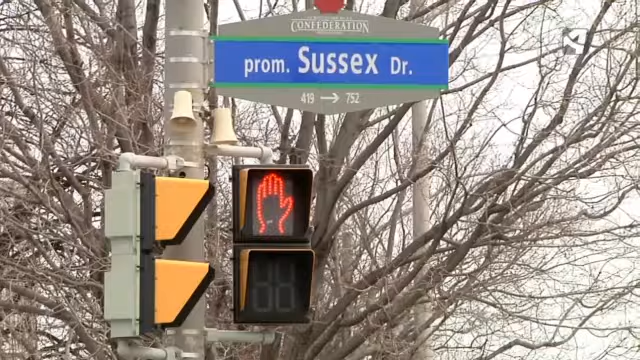 CONFEDERATION
prom. Sussex Dr.
419 → 752